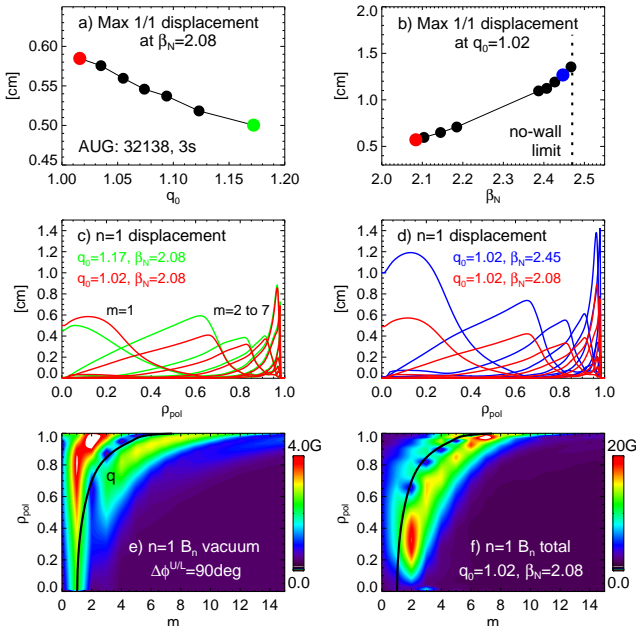 a) Max 1/1 displacement
at β_N=2.08
[cm]
0.60
0.55
0.50
0.45
AUG: 32138, 3s
1.00 1.05 1.10 1.15 1.20
q_0
b) Max 1/1 displacement
at q_0=1.02
[cm]
2.0
1.5
1.0
0.5
0.0
no-wall
limit
2.0 2.1 2.2 2.3 2.4 2.5
β_N
c) n=1 displacement
q_0=1.17, β_N=2.08
q_0=1.02, β_N=2.08
m=1
m=2 to 7
[cm]
1.4
1.2
1.0
0.8
0.6
0.4
0.2
0.0
0.0 0.2 0.4 0.6 0.8 1.0
ρ_pol
d) n=1 displacement
q_0=1.02, β_N=2.45
q_0=1.02, β_N=2.08
[cm]
1.4
1.2
1.0
0.8
0.6
0.4
0.2
0.0
0.0 0.2 0.4 0.6 0.8 1.0
ρ_pol
1.0
0.8
0.6
0.4
0.2
0.0
ρ_pol
q
e) n=1 B_n vacuum
Δϕ^U/L=90deg
0 2 4 6 8 10 12 14
m
4.0G
0.0
1.0
0.8
0.6
0.4
0.2
0.0
ρ_pol
f) n=1 B_n total
q_0=1.02, β_N=2.08
0 2 4 6 8 10 12 14
m
20G
0.0